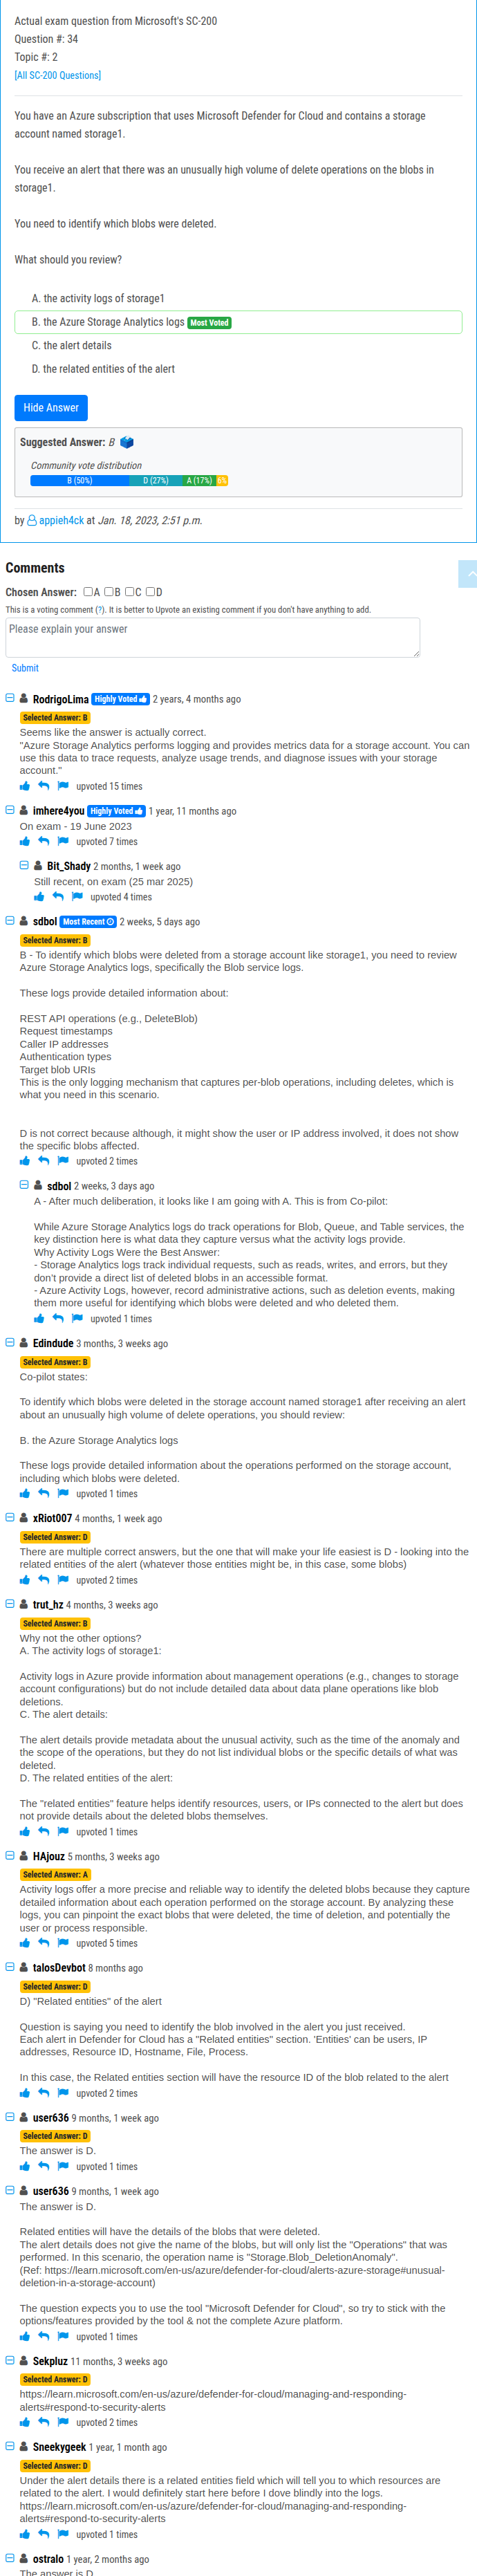 Actual exam question from Microsoft's SC-200
Question #: 34
Topic #: 2
[All SC-200 Questions]
You have an Azure subscription that uses Microsoft Defender for Cloud and contains a storage
account named storage1.
You receive an alert that there was an unusually high volume of delete operations on the blobs in
storage1.
You need to identify which blobs were deleted.
What should you review?
A. the activity logs of storage1
B. the Azure Storage Analytics logs Most Voted
C. the alert details
D. the related entities of the alert
Hide Answer
Suggested Answer: B
Community vote distribution
B (50%) D (27%) A (17%) 6%
by appieh4ck at Jan. 18, 2023, 2:51 p.m.
Comments
Chosen Answer: A B C D
This is a voting comment (?). It is better to Upvote an existing comment if you don't have anything to add.
Please explain your answer
Submit
RodrigoLima Highly Voted 2 years, 4 months ago
Selected Answer: B
Seems like the answer is actually correct.
"Azure Storage Analytics performs logging and provides metrics data for a storage account. You can
use this data to trace requests, analyze usage trends, and diagnose issues with your storage
account."
upvoted 15 times
imhere4you Highly Voted 1 year, 11 months ago
On exam - 19 June 2023
upvoted 7 times
Bit_Shady 2 months, 1 week ago
Still recent, on exam (25 mar 2025)
upvoted 4 times
sdbol Most Recent 2 weeks, 5 days ago
Selected Answer: B
B - To identify which blobs were deleted from a storage account like storage1, you need to review
Azure Storage Analytics logs, specifically the Blob service logs.
These logs provide detailed information about:
REST API operations (e.g., DeleteBlob)
Request timestamps
Caller IP addresses
Authentication types
Target blob URIs
This is the only logging mechanism that captures per-blob operations, including deletes, which is
what you need in this scenario.
D is not correct because although, it might show the user or IP address involved, it does not show
the specific blobs affected.
upvoted 2 times
sdbol 2 weeks, 3 days ago
A - After much deliberation, it looks like I am going with A. This is from Co-pilot:
While Azure Storage Analytics logs do track operations for Blob, Queue, and Table services, the
key distinction here is what data they capture versus what the activity logs provide.
Why Activity Logs Were the Best Answer:
- Storage Analytics logs track individual requests, such as reads, writes, and errors, but they
don't provide a direct list of deleted blobs in an accessible format.
- Azure Activity Logs, however, record administrative actions, such as deletion events, making
them more useful for identifying which blobs were deleted and who deleted them.
upvoted 1 times
Edindude 3 months, 3 weeks ago
Selected Answer: B
Co-pilot states:
To identify which blobs were deleted in the storage account named storage1 after receiving an alert
about an unusually high volume of delete operations, you should review:
B. the Azure Storage Analytics logs
These logs provide detailed information about the operations performed on the storage account,
including which blobs were deleted.
upvoted 1 times
xRiot007 4 months, 1 week ago
Selected Answer: D
There are multiple correct answers, but the one that will make your life easiest is D - looking into the
related entities of the alert (whatever those entities might be, in this case, some blobs)
upvoted 2 times
trut_hz 4 months, 3 weeks ago
Selected Answer: B
Why not the other options?
A. The activity logs of storage1:
Activity logs in Azure provide information about management operations (e.g., changes to storage
account configurations) but do not include detailed data about data plane operations like blob
deletions.
C. The alert details:
The alert details provide metadata about the unusual activity, such as the time of the anomaly and
the scope of the operations, but they do not list individual blobs or the specific details of what was
deleted.
D. The related entities of the alert:
The "related entities" feature helps identify resources, users, or IPs connected to the alert but does
not provide details about the deleted blobs themselves.
upvoted 1 times
HAjouz 5 months, 3 weeks ago
Selected Answer: A
Activity logs offer a more precise and reliable way to identify the deleted blobs because they capture
detailed information about each operation performed on the storage account. By analyzing these
logs, you can pinpoint the exact blobs that were deleted, the time of deletion, and potentially the
user or process responsible.
upvoted 5 times
talosDevbot 8 months ago
Selected Answer: D
D) "Related entities" of the alert
Question is saying you need to identify the blob involved in the alert you just received.
Each alert in Defender for Cloud has a "Related entities" section. 'Entities' can be users, IP
addresses, Resource ID, Hostname, File, Process.
In this case, the Related entities section will have the resource ID of the blob related to the alert
upvoted 2 times
user636 9 months, 1 week ago
Selected Answer: D
The answer is D.
upvoted 1 times
user636 9 months, 1 week ago
The answer is D.
Related entities will have the details of the blobs that were deleted.
The alert details does not give the name of the blobs, but will only list the "Operations" that was
performed. In this scenario, the operation name is "Storage.Blob_DeletionAnomaly".
(Ref: https://learn.microsoft.com/en-us/azure/defender-for-cloud/alerts-azure-storage#unusual-
deletion-in-a-storage-account)
The question expects you to use the tool "Microsoft Defender for Cloud", so try to stick with the
options/features provided by the tool & not the complete Azure platform.
upvoted 1 times
Sekpluz 11 months, 3 weeks ago
Selected Answer: D
https://learn.microsoft.com/en-us/azure/defender-for-cloud/managing-and-responding-
alerts#respond-to-security-alerts
upvoted 2 times
Sneekygeek 1 year, 1 month ago
Selected Answer: D
Under the alert details there is a related entities field which will tell you to which resources are
related to the alert. I would definitely start here before I dove blindly into the logs.
https://learn.microsoft.com/en-us/azure/defender-for-cloud/managing-and-responding-
alerts#respond-to-security-alerts
upvoted 1 times
ostralo 1 year, 2 months ago
The answer is D